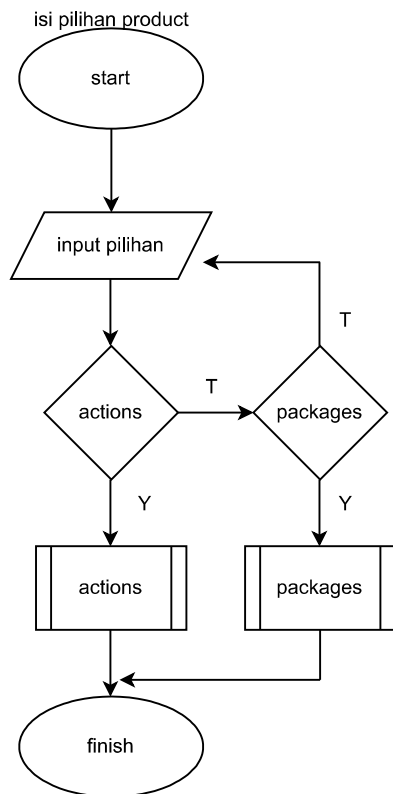 isi pilihan product
start
input pilihan
T
actions
T
packages
Y
Y
actions
packages
finish